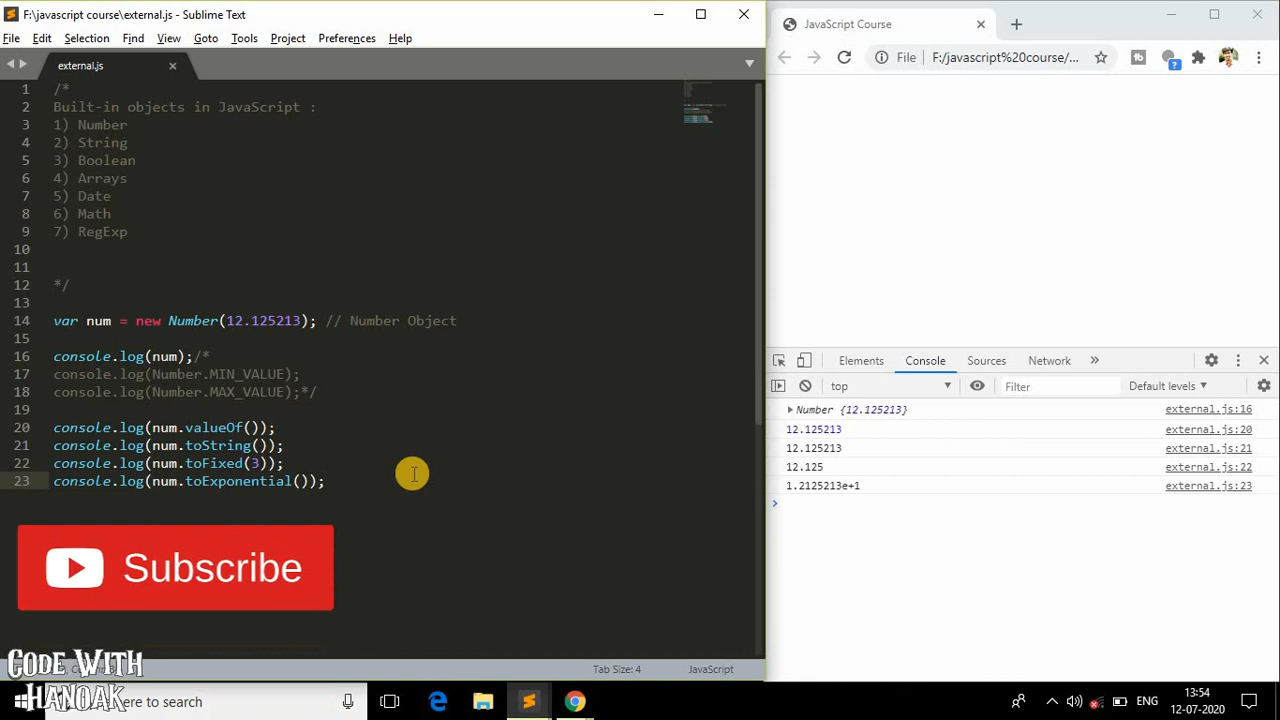 F:\javascript course\external.js - Sublime Text
File Edit Selection Find View Goto Tools Project Preferences Help
external.js
1 /*
2 Built-in objects in JavaScript :
3 1) Number
4 2) String
5 3) Boolean
6 4) Arrays
7 5) Date
8 6) Math
9 7) RegExp
10
11
12 */
13
14 var num = new Number(12.125213); // Number Object
15
16 console.log(num);/*
17 console.log(Number.MIN_VALUE);
18 console.log(Number.MAX_VALUE);*/
19
20 console.log(num.valueOf());
21 console.log(num.toString());
22 console.log(num.toFixed(3));
23 console.log(num.toExponential());
Subscribe
CODE WITH
HANOAK
Tab Size: 4 JavaScript
JavaScript Course
File F:/javascript%20course/...
Elements Console Sources Network
top Filter Default levels
Number {12.125213} external.js:16
12.125213 external.js:20
12.125213 external.js:21
12.125 external.js:22
1.2125213e+1 external.js:23
here to search
ENG
13:54
12-07-2020